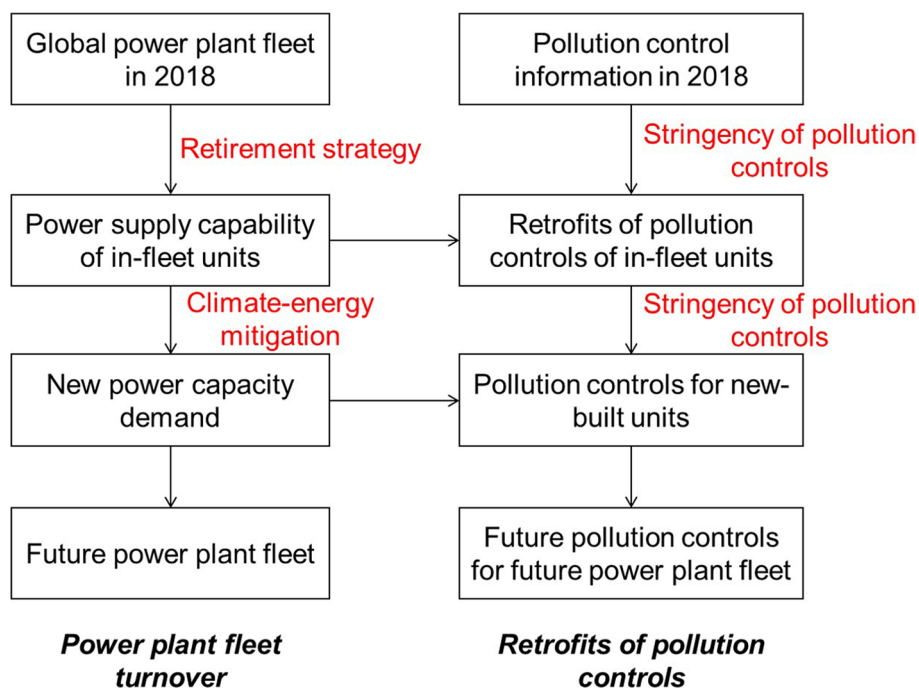 Global power plant fleet
in 2018
Pollution control
information in 2018
Retirement strategy
Stringency of pollution
controls
Power supply capability
of in-fleet units
Retrofits of pollution
controls of in-fleet units
Climate-energy
mitigation
Stringency of pollution
controls
New power capacity
demand
Pollution controls for new-
built units
Future power plant fleet
Future pollution controls
for future power plant fleet
Power plant fleet
turnover
Retrofits of pollution
controls